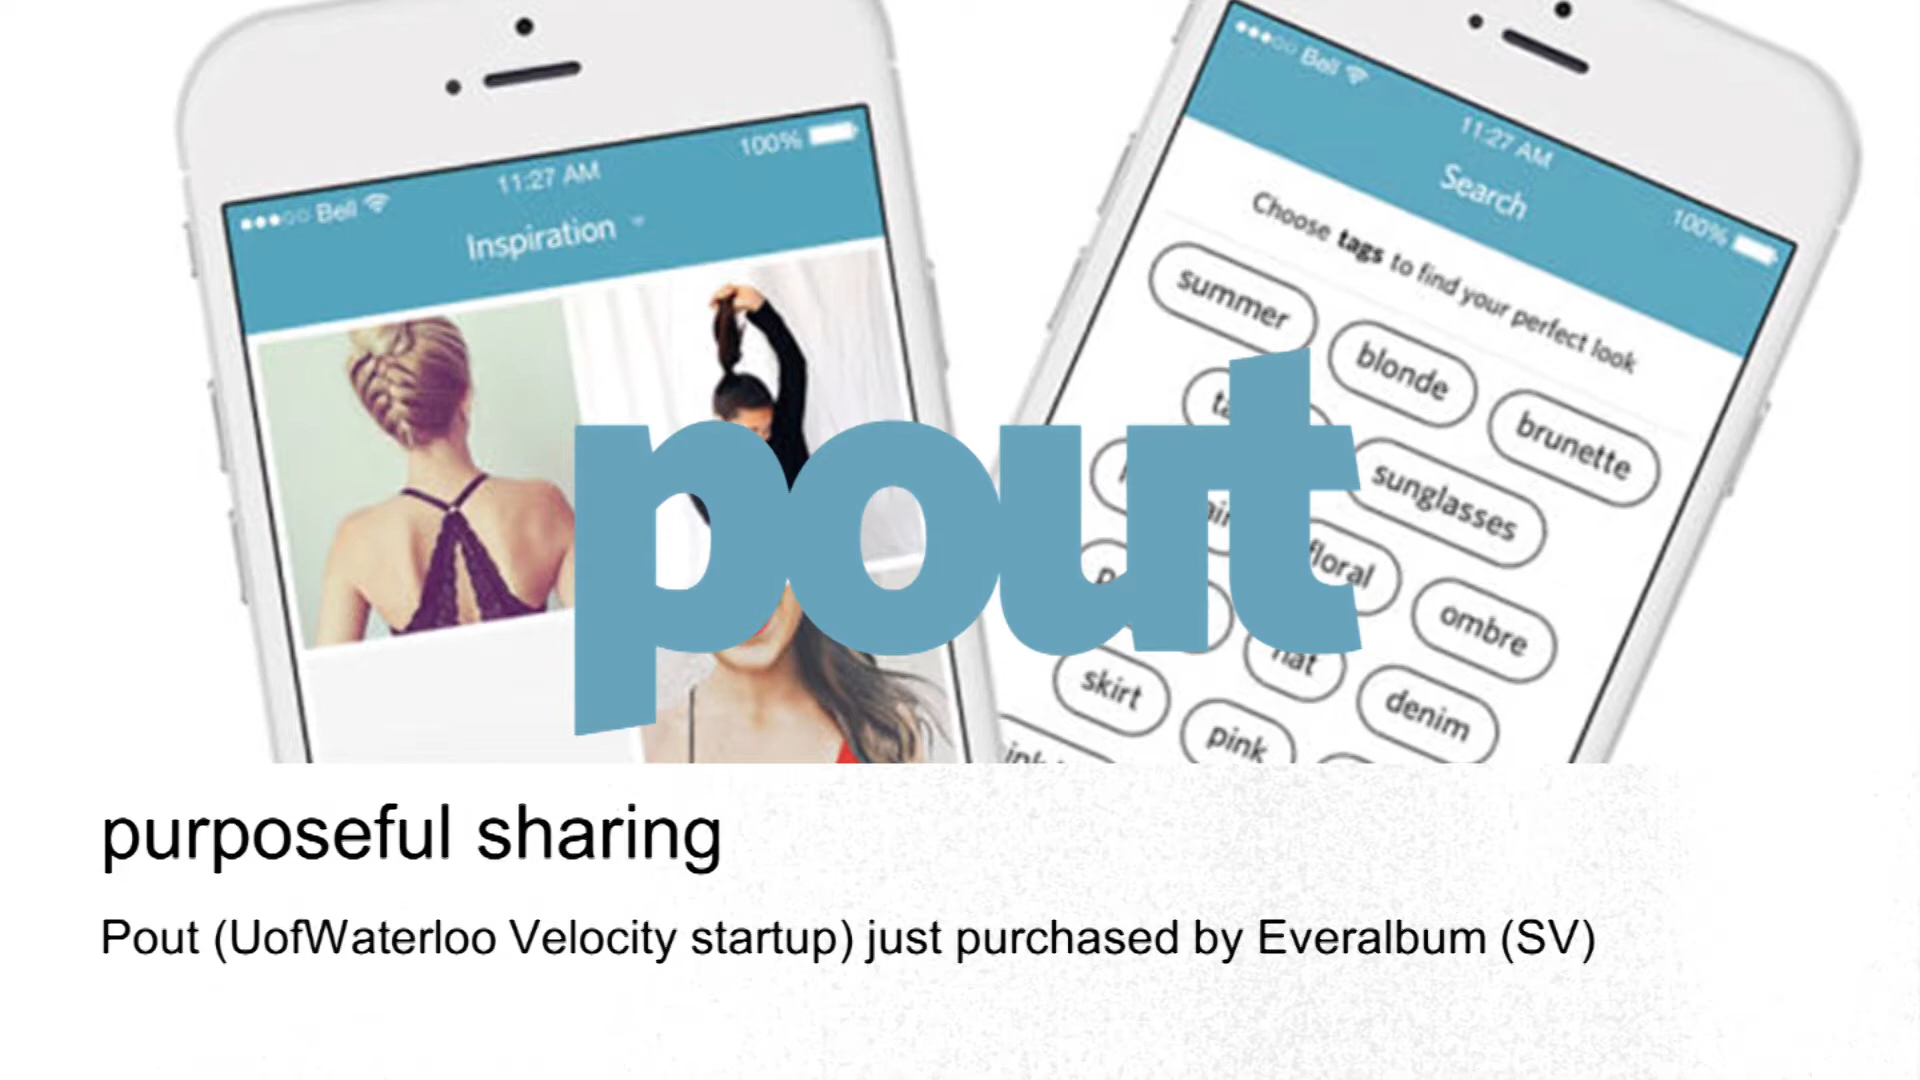 ●●●○○ Bell
11:27 AM
100%
Inspiration
●●●○○ Bell
11:27 AM
100%
Search
Choose tags to find your perfect look
summer
blonde
brunette
sunglasses
floral
ombre
hat
denim
skirt
pink
pout
purposeful sharing
Pout (UofWaterloo Velocity startup) just purchased by Everalbum (SV)